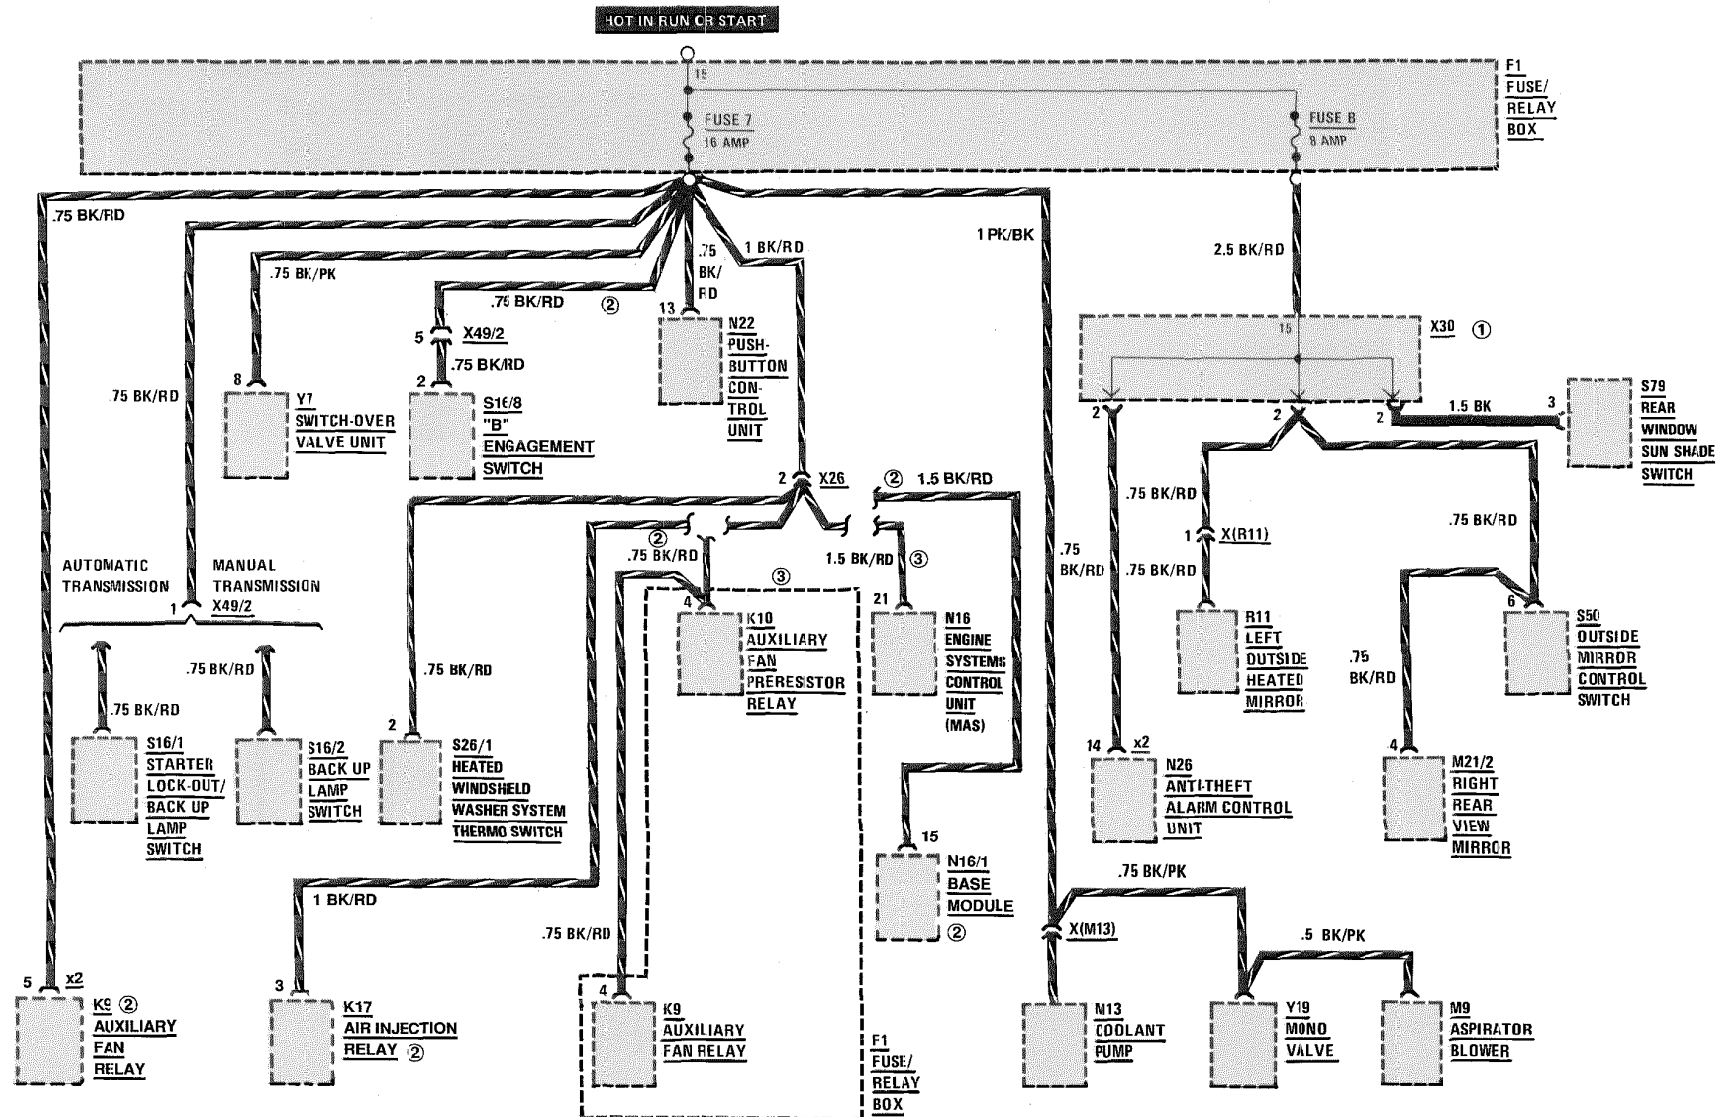 HOT IN RUN OR START
F1
FUSE/
RELAY
BOX
15
FUSE 7
16 AMP
FUSE 8
8 AMP
.75 BK/RD
.75 BK/PK
.75 BK/RD
②
.75
BK/
RD
1 BK/RD
1 PK/BK
2.5 BK/RD
13
N22
PUSH-
BUTTON
CON-
TROL
UNIT
5
X49/2
.75 BK/RD
2
S16/8
"B"
ENGAGEMENT
SWITCH
8
Y7
SWITCH-OVER
VALVE UNIT
.75 BK/RD
15
X30
①
2
2
2
1.5 BK
3
S79
REAR
WINDOW
SUN SHADE
SWITCH
2
X26
②
1.5 BK/RD
②
.75 BK/RD
1.5 BK/RD
③
③
.75 BK/RD
1
X(R11)
.75 BK/RD
.75
BK/RD
.75 BK/RD
AUTOMATIC
TRANSMISSION
MANUAL
TRANSMISSION
1
X49/2
4
K10
AUXILIARY
FAN
PRERESISTOR
RELAY
21
N16
ENGINE
SYSTEMS
CONTROL
UNIT
(MAS)
R11
LEFT
OUTSIDE
HEATED
MIRROR
6
S50
OUTSIDE
MIRROR
CONTROL
SWITCH
.75
BK/RD
.75 BK/RD
.75 BK/RD
.75 BK/RD
S16/1
STARTER
LOCK-OUT/
BACK UP
LAMP
SWITCH
S16/2
BACK UP
LAMP
SWITCH
2
S26/1
HEATED
WINDSHIELD
WASHER SYSTEM
THERMO SWITCH
14
x2
N26
ANTI-THEFT
ALARM CONTROL
UNIT
4
M21/2
RIGHT
REAR
VIEW
MIRROR
15
N16/1
BASE
MODULE
②
1 BK/RD
.75 BK/RD
.75 BK/PK
X(M13)
.5 BK/PK
5
x2
K9 ②
AUXILIARY
FAN
RELAY
3
K17
AIR INJECTION
RELAY ②
4
K9
AUXILIARY
FAN RELAY
F1
FUSE/
RELAY
BOX
M13
COOLANT
PUMP
Y19
MONO
VALVE
M9
ASPIRATOR
BLOWER